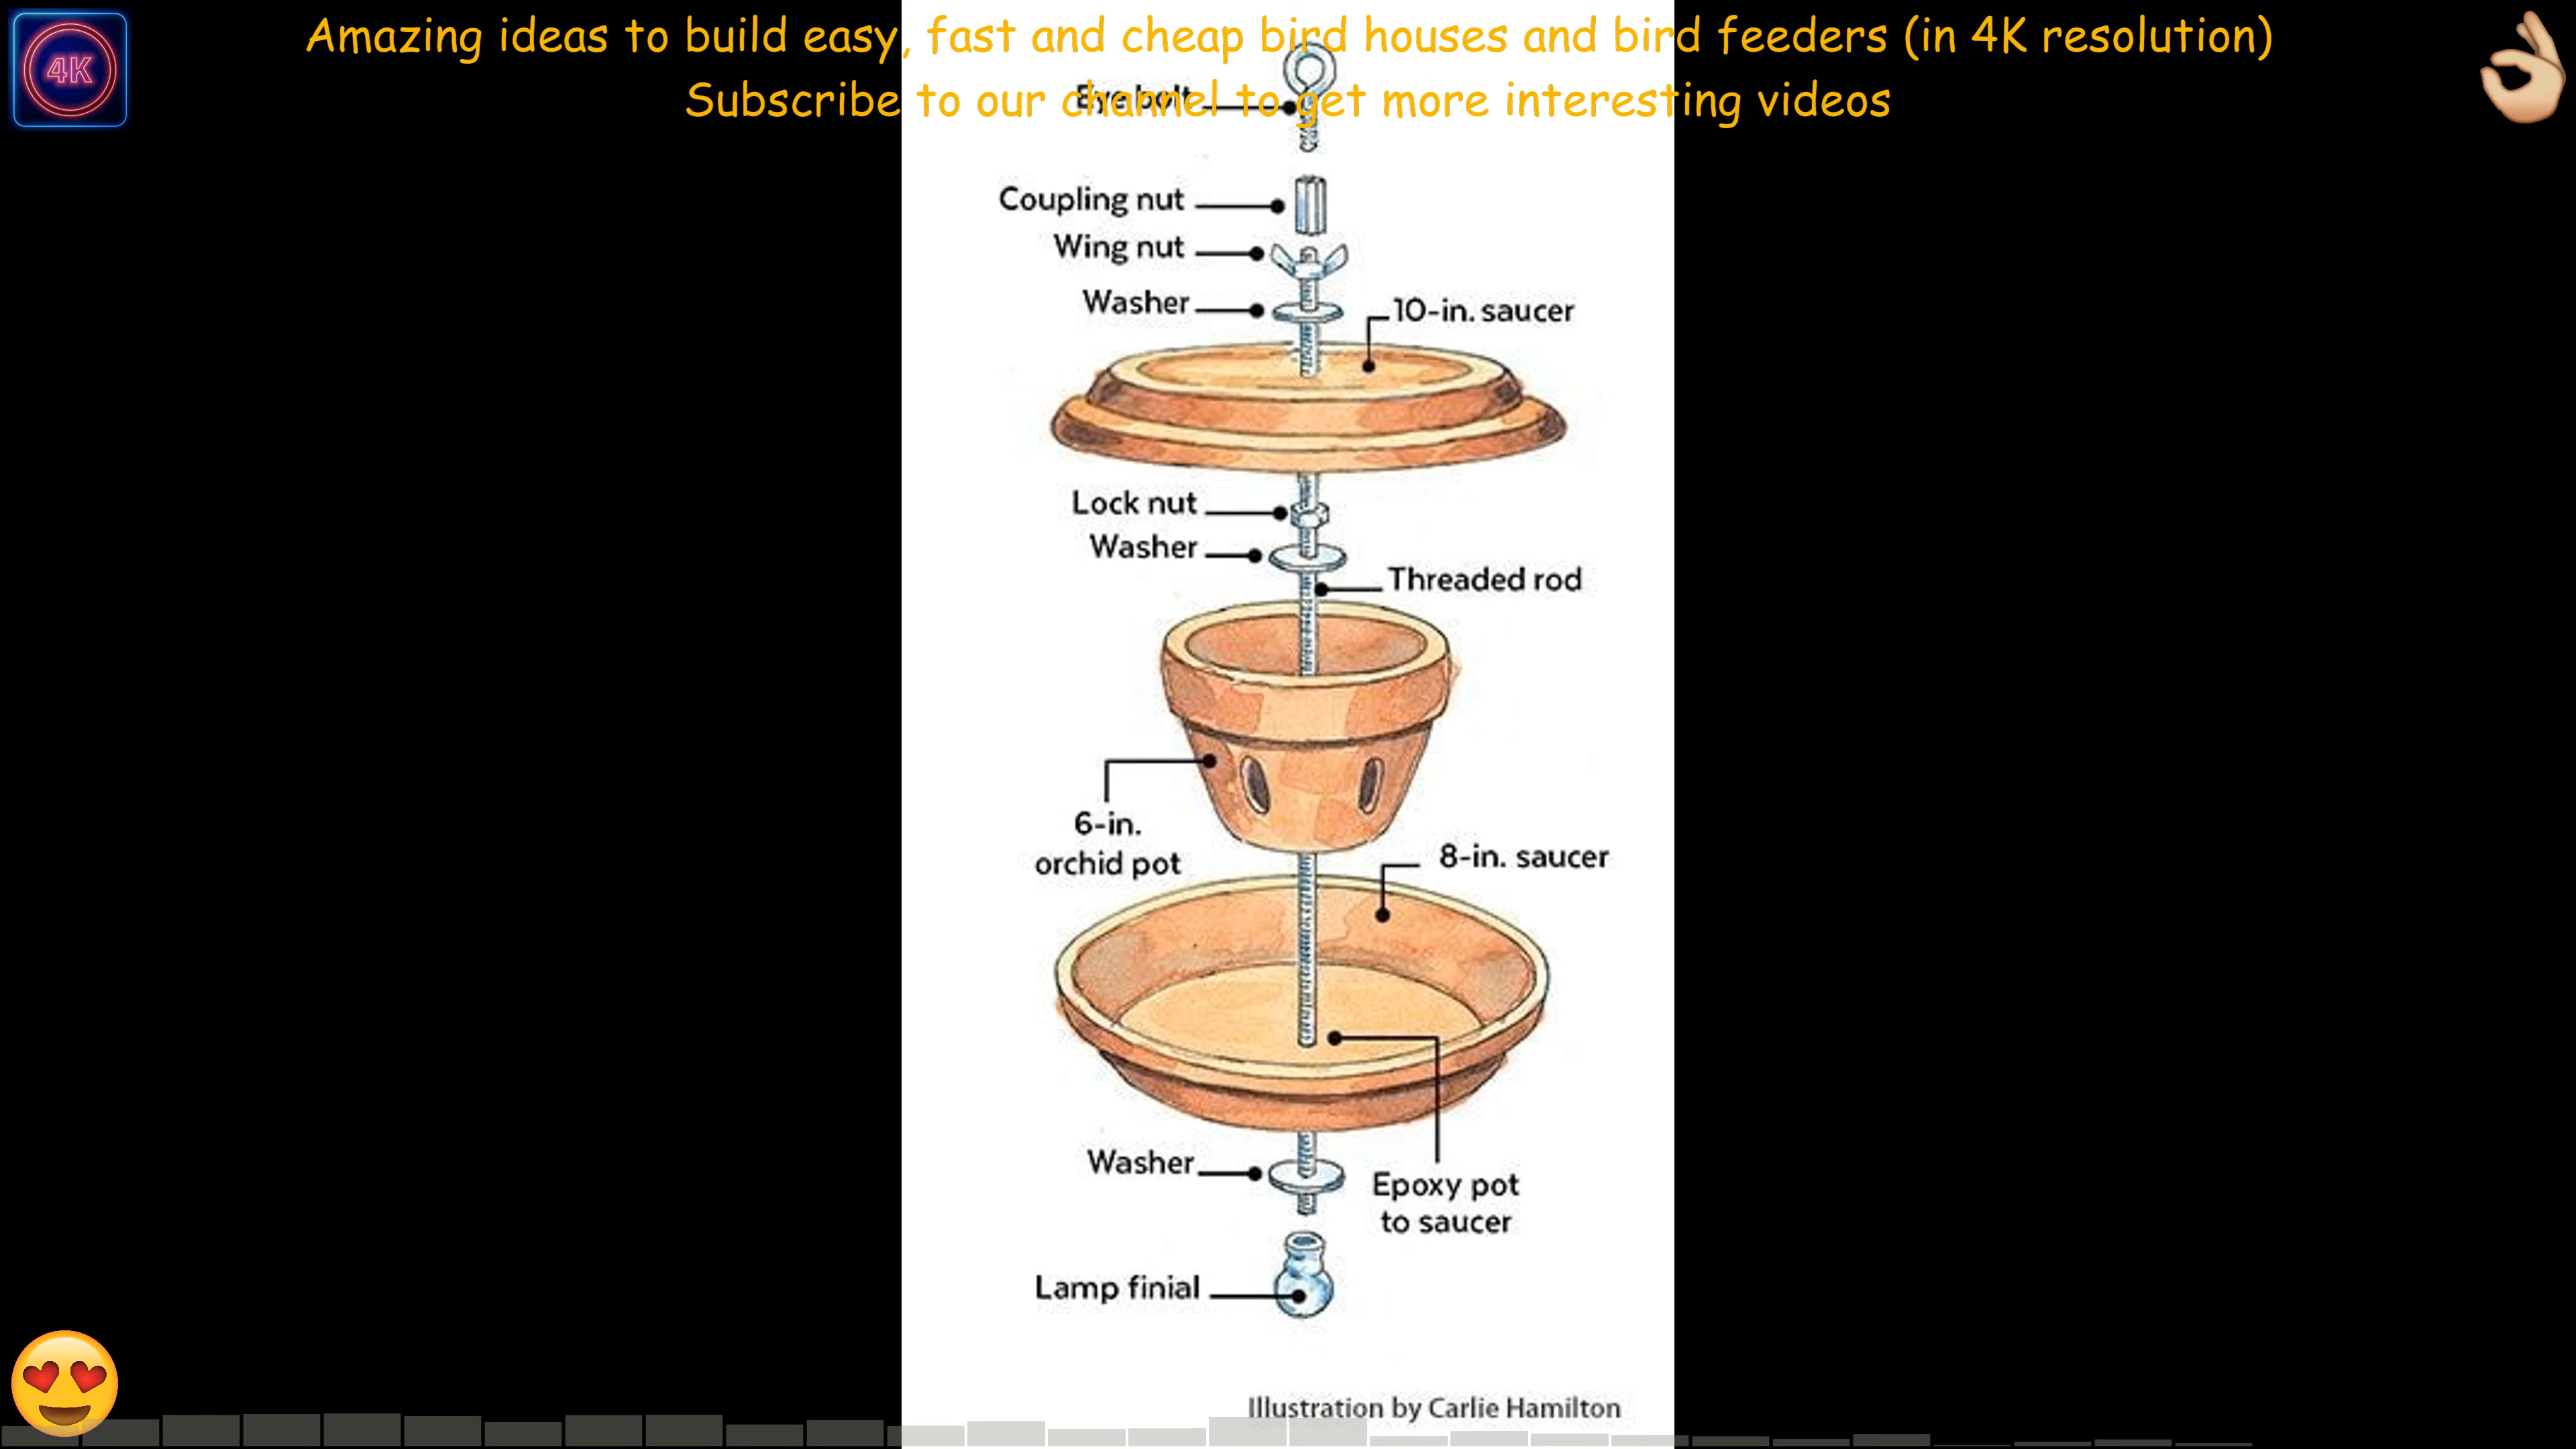 Amazing ideas to build easy, fast and cheap bird houses and bird feeders (in 4K resolution)
4K
Subscribe to our channel to get more interesting videos
Eye bolt
Coupling nut
Wing nut
Washer
10-in. saucer
Lock nut
Washer
Threaded rod
6-in.
orchid pot
8-in. saucer
Washer
Epoxy pot
to saucer
Lamp finial
Illustration by Carlie Hamilton